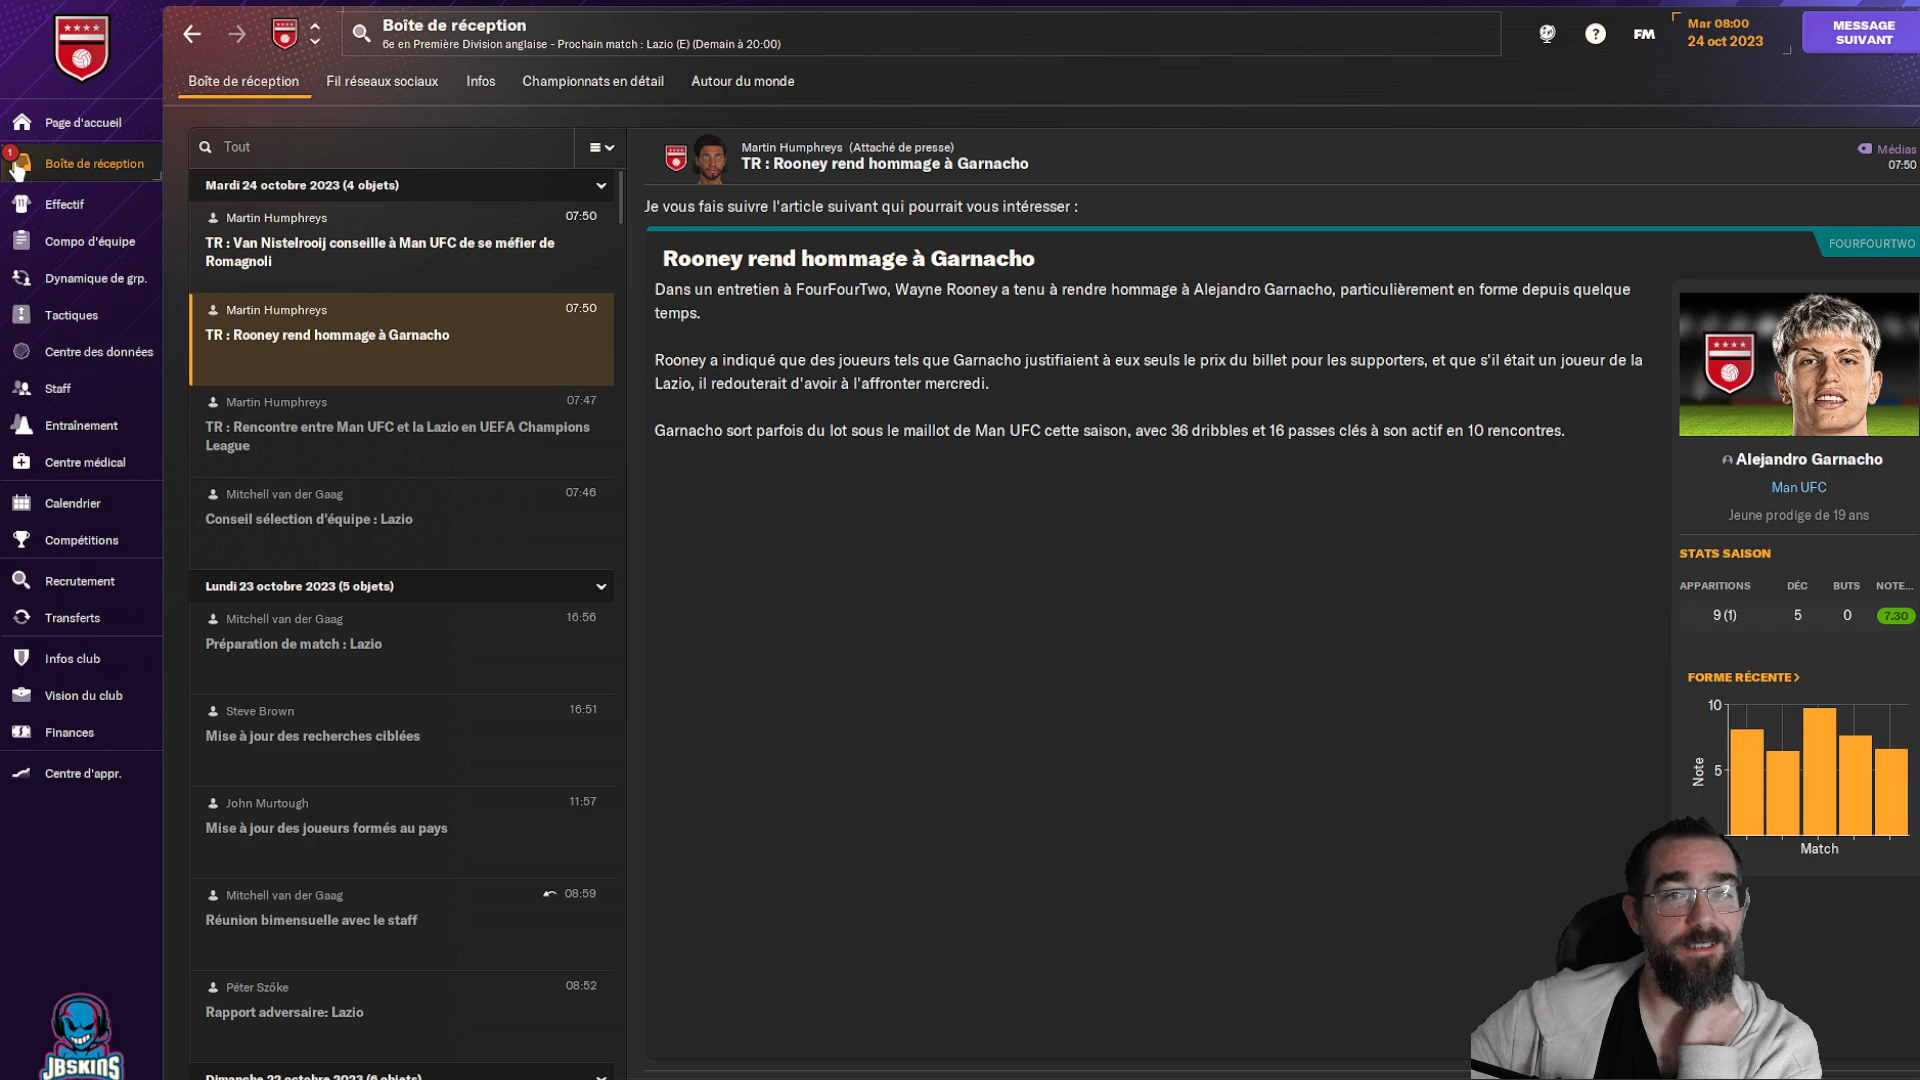 Boîte de réception
6e en Première Division anglaise - Prochain match : Lazio (E) (Demain à 20:00)
FM
Mar 08:00
24 oct 2023
MESSAGE
SUIVANT
Boîte de réception
Fil réseaux sociaux
Infos
Championnats en détail
Autour du monde
Page d'accueil
1
Boîte de réception
Effectif
Compo d'équipe
Dynamique de grp.
Tactiques
Centre des données
Staff
Entraînement
Centre médical
Calendrier
Compétitions
Recrutement
Transferts
Infos club
Vision du club
Finances
Centre d'appr.
JBSKINS
Tout
Mardi 24 octobre 2023 (4 objets)
Martin Humphreys 07:50
TR : Van Nistelrooij conseille à Man UFC de se méfier de
Romagnoli
Martin Humphreys 07:50
TR : Rooney rend hommage à Garnacho
Martin Humphreys 07:47
TR : Rencontre entre Man UFC et la Lazio en UEFA Champions
League
Mitchell van der Gaag 07:46
Conseil sélection d'équipe : Lazio
Lundi 23 octobre 2023 (5 objets)
Mitchell van der Gaag 16:56
Préparation de match : Lazio
Steve Brown 16:51
Mise à jour des recherches ciblées
John Murtough 11:57
Mise à jour des joueurs formés au pays
Mitchell van der Gaag 08:59
Réunion bimensuelle avec le staff
Péter Szőke 08:52
Rapport adversaire: Lazio
Dimanche 22 octobre 2023 (6 objets)
Martin Humphreys (Attaché de presse)
TR : Rooney rend hommage à Garnacho
Médias
07:50
Je vous fais suivre l'article suivant qui pourrait vous intéresser :
FOURFOURTWO
Rooney rend hommage à Garnacho
Dans un entretien à FourFourTwo, Wayne Rooney a tenu à rendre hommage à Alejandro Garnacho, particulièrement en forme depuis quelque
temps.
Rooney a indiqué que des joueurs tels que Garnacho justifiaient à eux seuls le prix du billet pour les supporters, et que s'il était un joueur de la
Lazio, il redouterait d'avoir à l'affronter mercredi.
Garnacho sort parfois du lot sous le maillot de Man UFC cette saison, avec 36 dribbles et 16 passes clés à son actif en 10 rencontres.
Alejandro Garnacho
Man UFC
Jeune prodige de 19 ans
STATS SAISON
APPARITIONS DÉC BUTS NOTE...
9 (1) 5 0 7.30
FORME RÉCENTE >
10
5
Note
Match